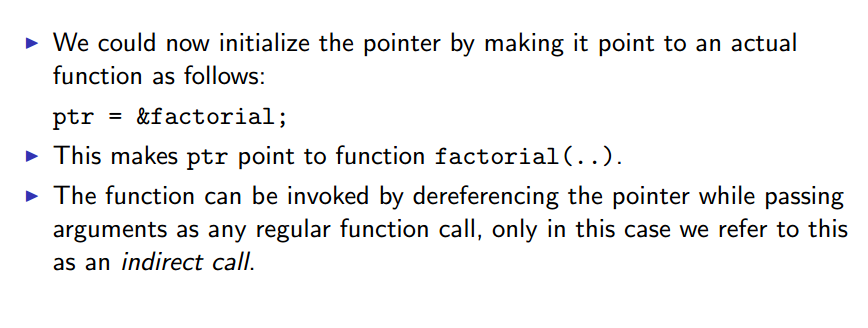 We could now initialize the pointer by making it point to an actual
function as follows:
ptr = &factorial;
This makes ptr point to function factorial(..).
The function can be invoked by dereferencing the pointer while passing
arguments as any regular function call, only in this case we refer to this
as an indirect call.